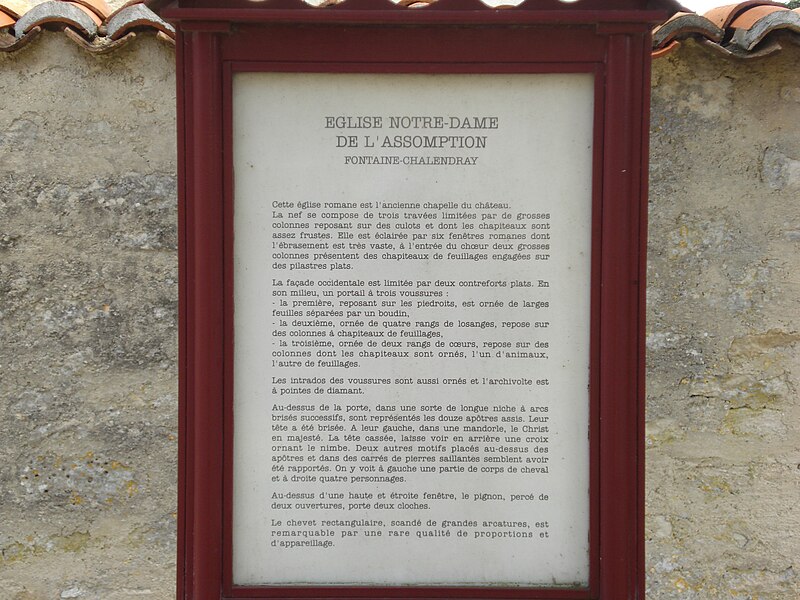 EGLISE NOTRE-DAME
DE L'ASSOMPTION
FONTAINE-CHALENDRAY
Cette église romane est l'ancienne chapelle du château.
La nef se compose de trois travées limitées par de grosses
colonnes reposant sur des culots et dont les chapiteaux sont
assez frustes. Elle est éclairée par six fenêtres romanes dont
l'ébrasement est très vaste, à l'entrée du chœur deux grosses
colonnes présentent des chapiteaux de feuillages engagées sur
des pilastres plats.
La façade occidentale est limitée par deux contreforts plats. En
son milieu, un portail à trois voussures :
- la première, reposant sur les piedroits, est ornée de larges
feuilles séparées par un boudin,
- la deuxième, ornée de quatre rangs de losanges, repose sur
des colonnes à chapiteaux de feuillages,
- la troisième, ornée de deux rangs de cœurs, repose sur des
colonnes dont les chapiteaux sont ornés, l'un d'animaux,
l'autre de feuillages.
Les intrados des voussures sont aussi ornés et l'archivolte est
à pointes de diamant.
Au-dessus de la porte, dans une sorte de longue niche à arcs
brisés successifs, sont représentés les douze apôtres assis. Leur
tête a été brisée. A leur gauche, dans une mandorle, le Christ
en majesté. La tête cassée, laisse voir en arrière une croix
ornant le nimbe. Deux autres motifs placés au-dessus des
apôtres et dans des carrés de pierres saillantes semblent avoir
été rapportés. On y voit à gauche une partie de corps de cheval
et à droite quatre personnages.
Au-dessus d'une haute et étroite fenêtre, le pignon, percé de
deux ouvertures, porte deux cloches.
Le chevet rectangulaire, scandé de grandes arcatures, est
remarquable par une rare qualité de proportions et
d'appareillage.